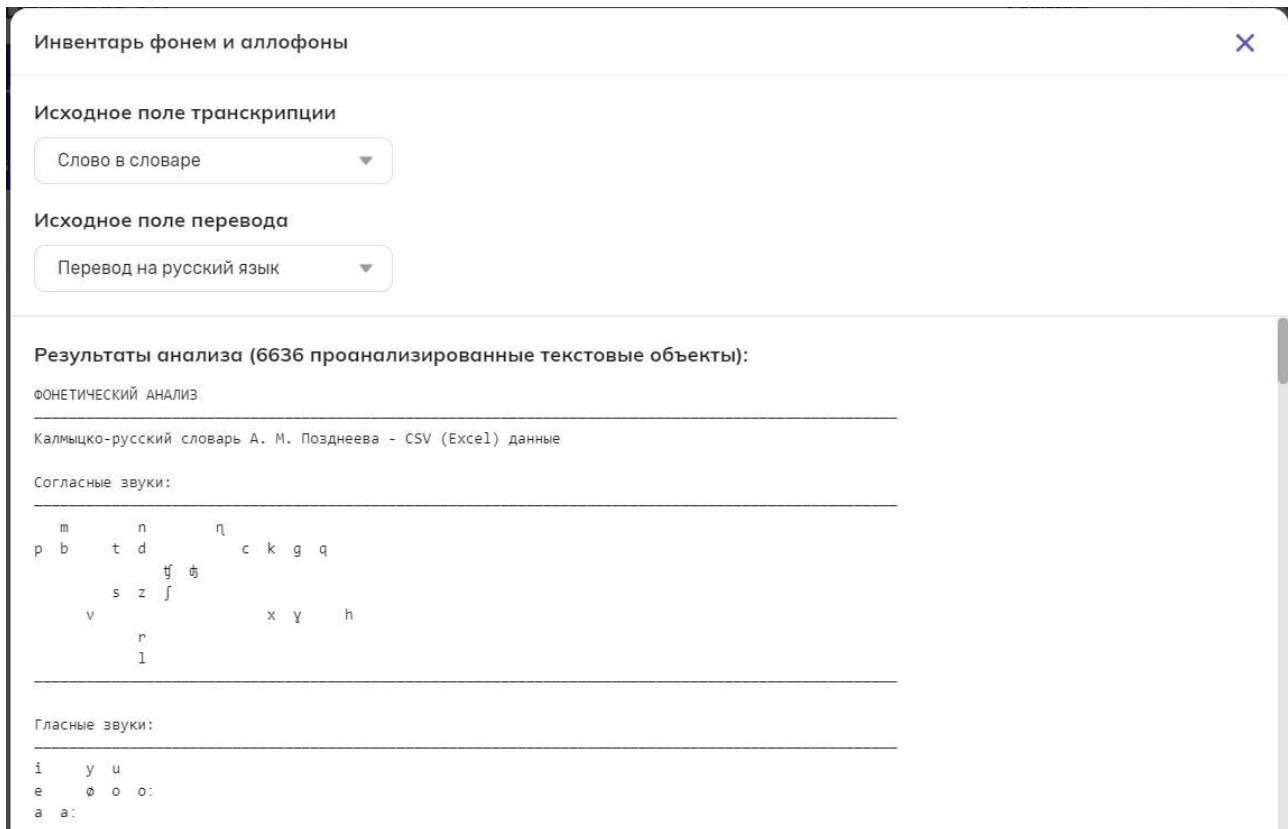 Инвентарь фонем и аллофоны
Исходное поле транскрипции
Слово в словаре
Исходное поле перевода
Перевод на русский язык
Результаты анализа (6636 проанализированные текстовые объекты):
ФОНЕТИЧЕСКИЙ АНАЛИЗ
Калмыцко-русский словарь А. М. Позднеева - CSV (Excel) данные
Согласные звуки:
m n ɳ
p b t d c k g q
ʧ ʤ
s z ʃ
v x ɣ h
r
l
Гласные звуки:
i y u
e ø o oː
a aː